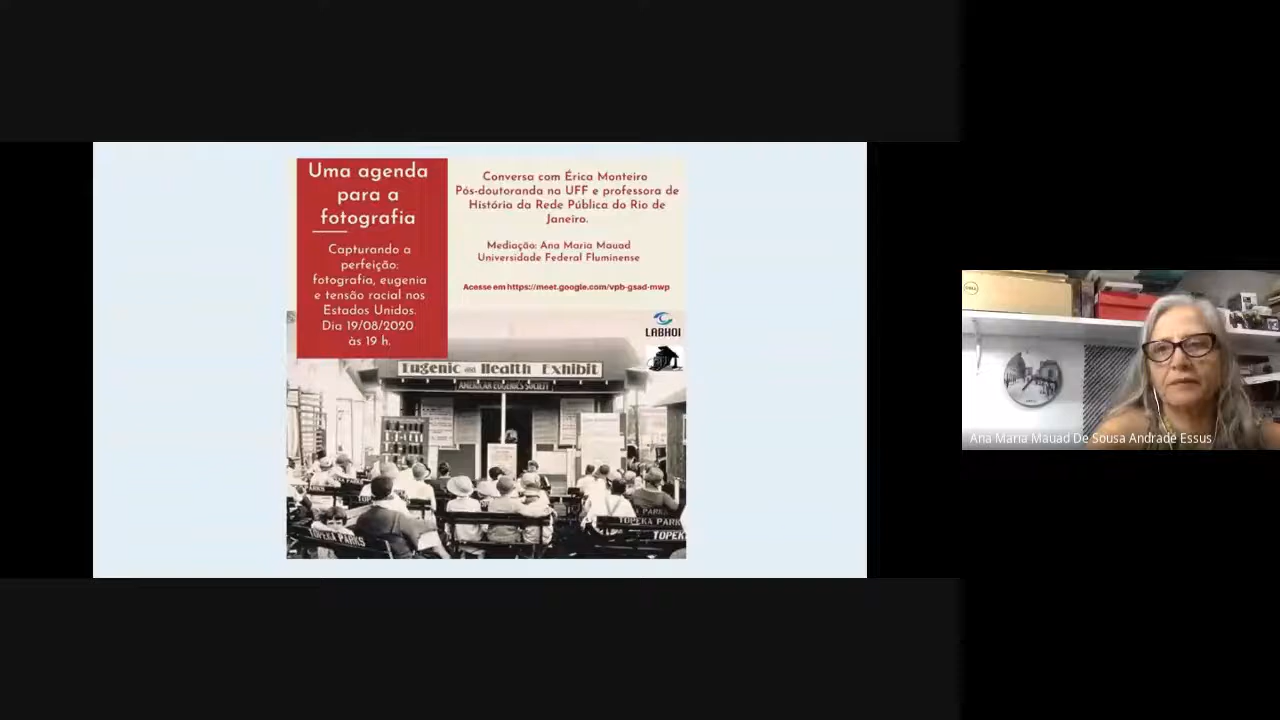 Uma agenda
para a
fotografia
Capturando a
perfeição:
fotografia, eugenia
e tensão racial nos
Estados Unidos.
Dia 19/08/2020
às 19 h.
Conversa com Érica Monteiro
Pós-doutoranda na UFF e professora de
História da Rede Pública do Rio de
Janeiro.
Mediação: Ana Maria Mauad
Universidade Federal Fluminense
Acesse em https://meet.google.com/vpb-gsad-mwp
LABHOI
Eugenic and Health Exhibit
AMERICAN EUGENICS SOCIETY
TOPEKA PARKS
TOPEKA PARK
TOPEK
DELL
Ana Maria Mauad De Sousa Andrade Essus